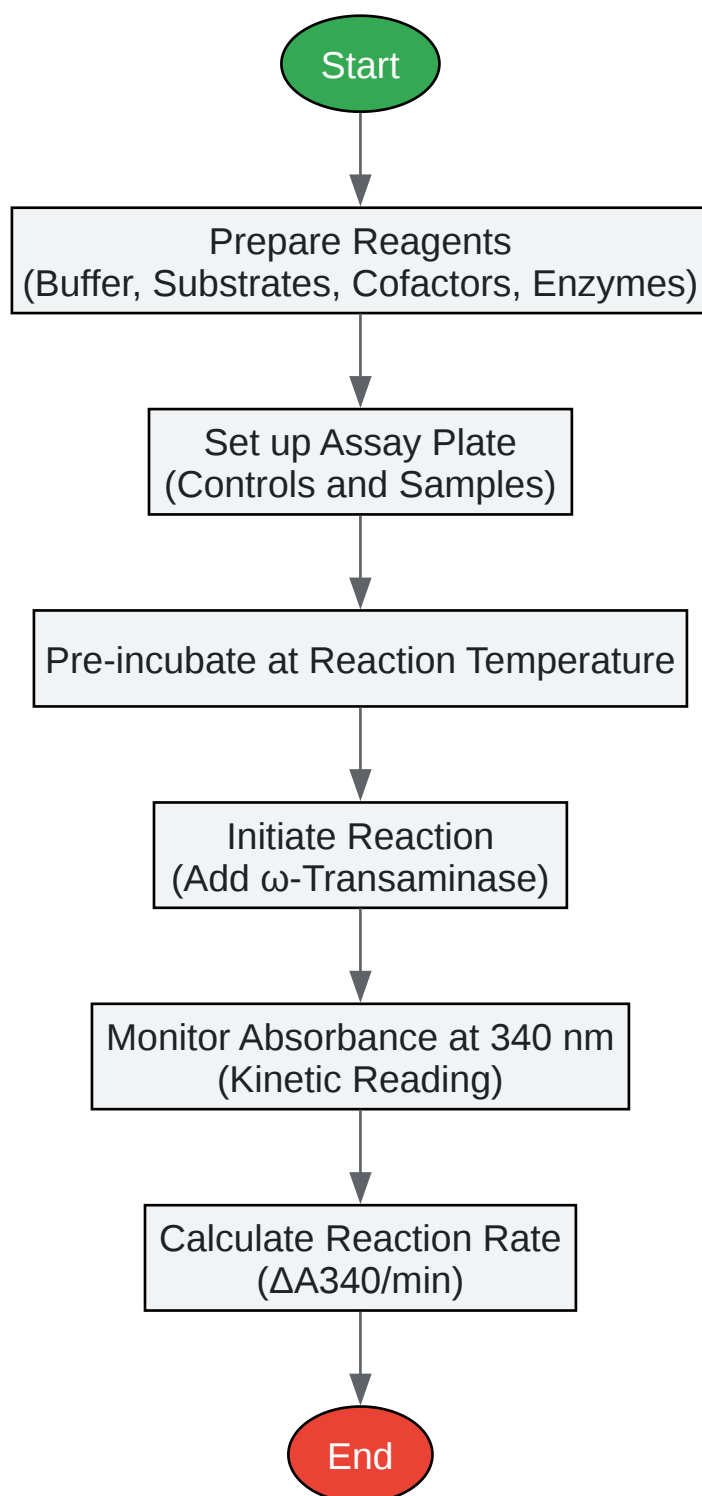 Start
Prepare Reagents
(Buffer, Substrates, Cofactors, Enzymes)
Set up Assay Plate
(Controls and Samples)
Pre-incubate at Reaction Temperature
Initiate Reaction
(Add ω-Transaminase)
Monitor Absorbance at 340 nm
(Kinetic Reading)
Calculate Reaction Rate
(ΔA340/min)
End